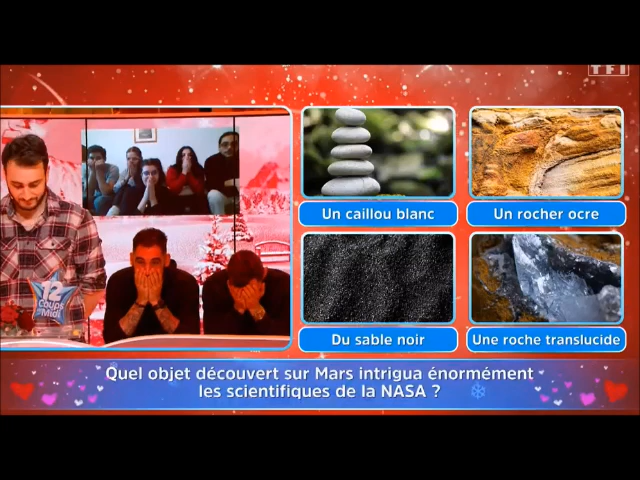 TF1
Un caillou blanc
Un rocher ocre
12
Coups
de
Midi
Du sable noir
Une roche translucide
Quel objet découvert sur Mars intrigua énormément
les scientifiques de la NASA ?